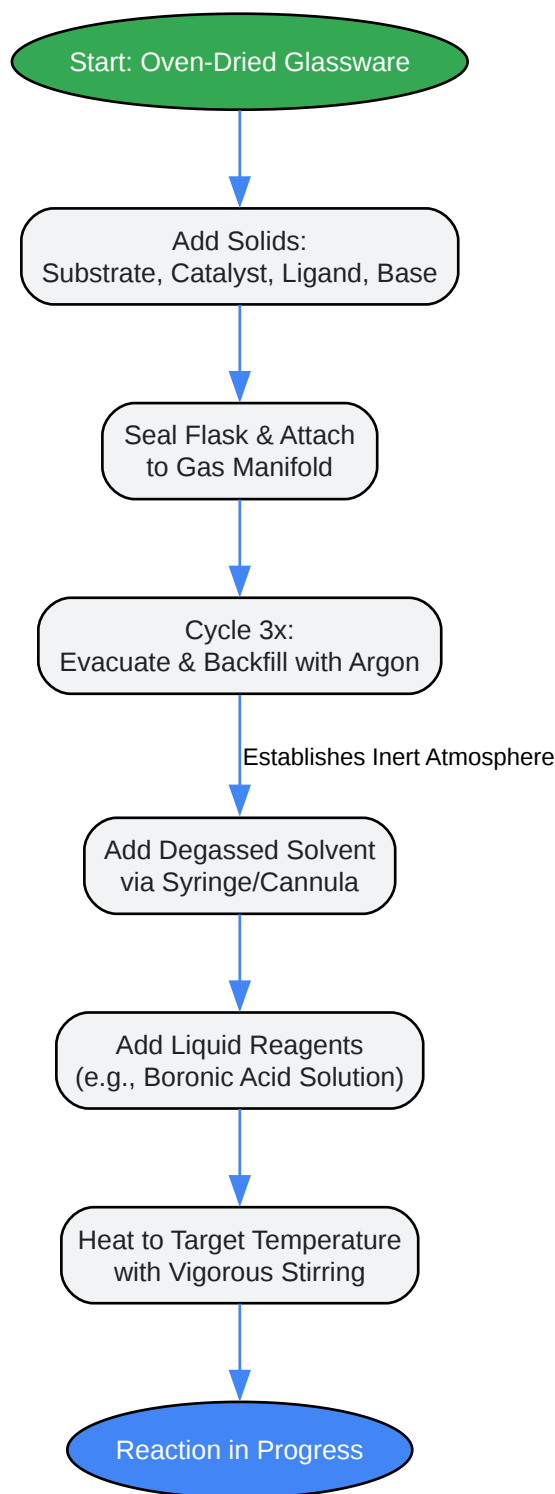 Start: Oven-Dried Glassware
Add Solids:
Substrate, Catalyst, Ligand, Base
Seal Flask & Attach
to Gas Manifold
Cycle 3x:
Evacuate & Backfill with Argon
Establishes Inert Atmosphere
Add Degassed Solvent
via Syringe/Cannula
Add Liquid Reagents
(e.g., Boronic Acid Solution)
Heat to Target Temperature
with Vigorous Stirring
Reaction in Progress